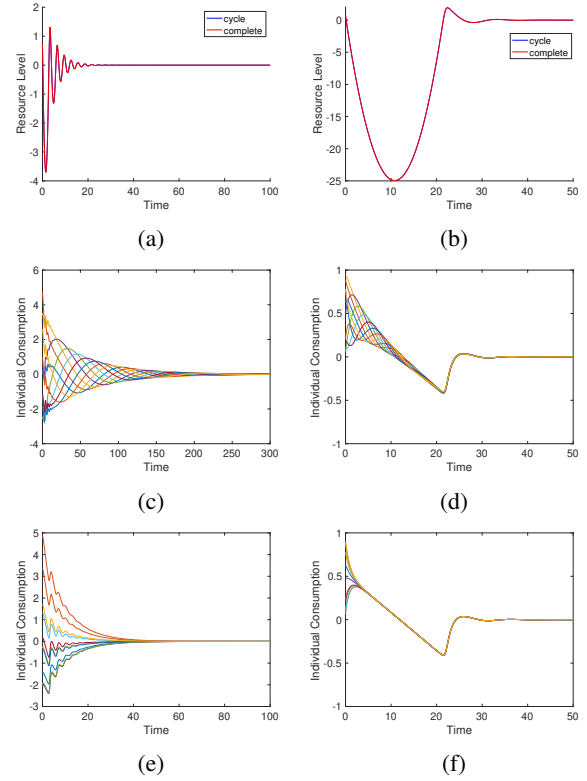 2
1
0
-1
-2
-3
-4
Resource Level
cycle
complete
0 20 40 60 80 100
Time
(a)
0
-5
-10
-15
-20
-25
Resource Level
cycle
complete
0 10 20 30 40 50
Time
(b)
6
4
2
0
-2
-4
Individual Consumption
0 50 100 150 200 250 300
Time
(c)
1
0.5
0
-0.5
-1
Individual Consumption
0 10 20 30 40 50
Time
(d)
5
4
3
2
1
0
-1
-2
-3
Individual Consumption
0 20 40 60 80 100
Time
(e)
1
0.5
0
-0.5
-1
Individual Consumption
0 10 20 30 40 50
Time
(f)